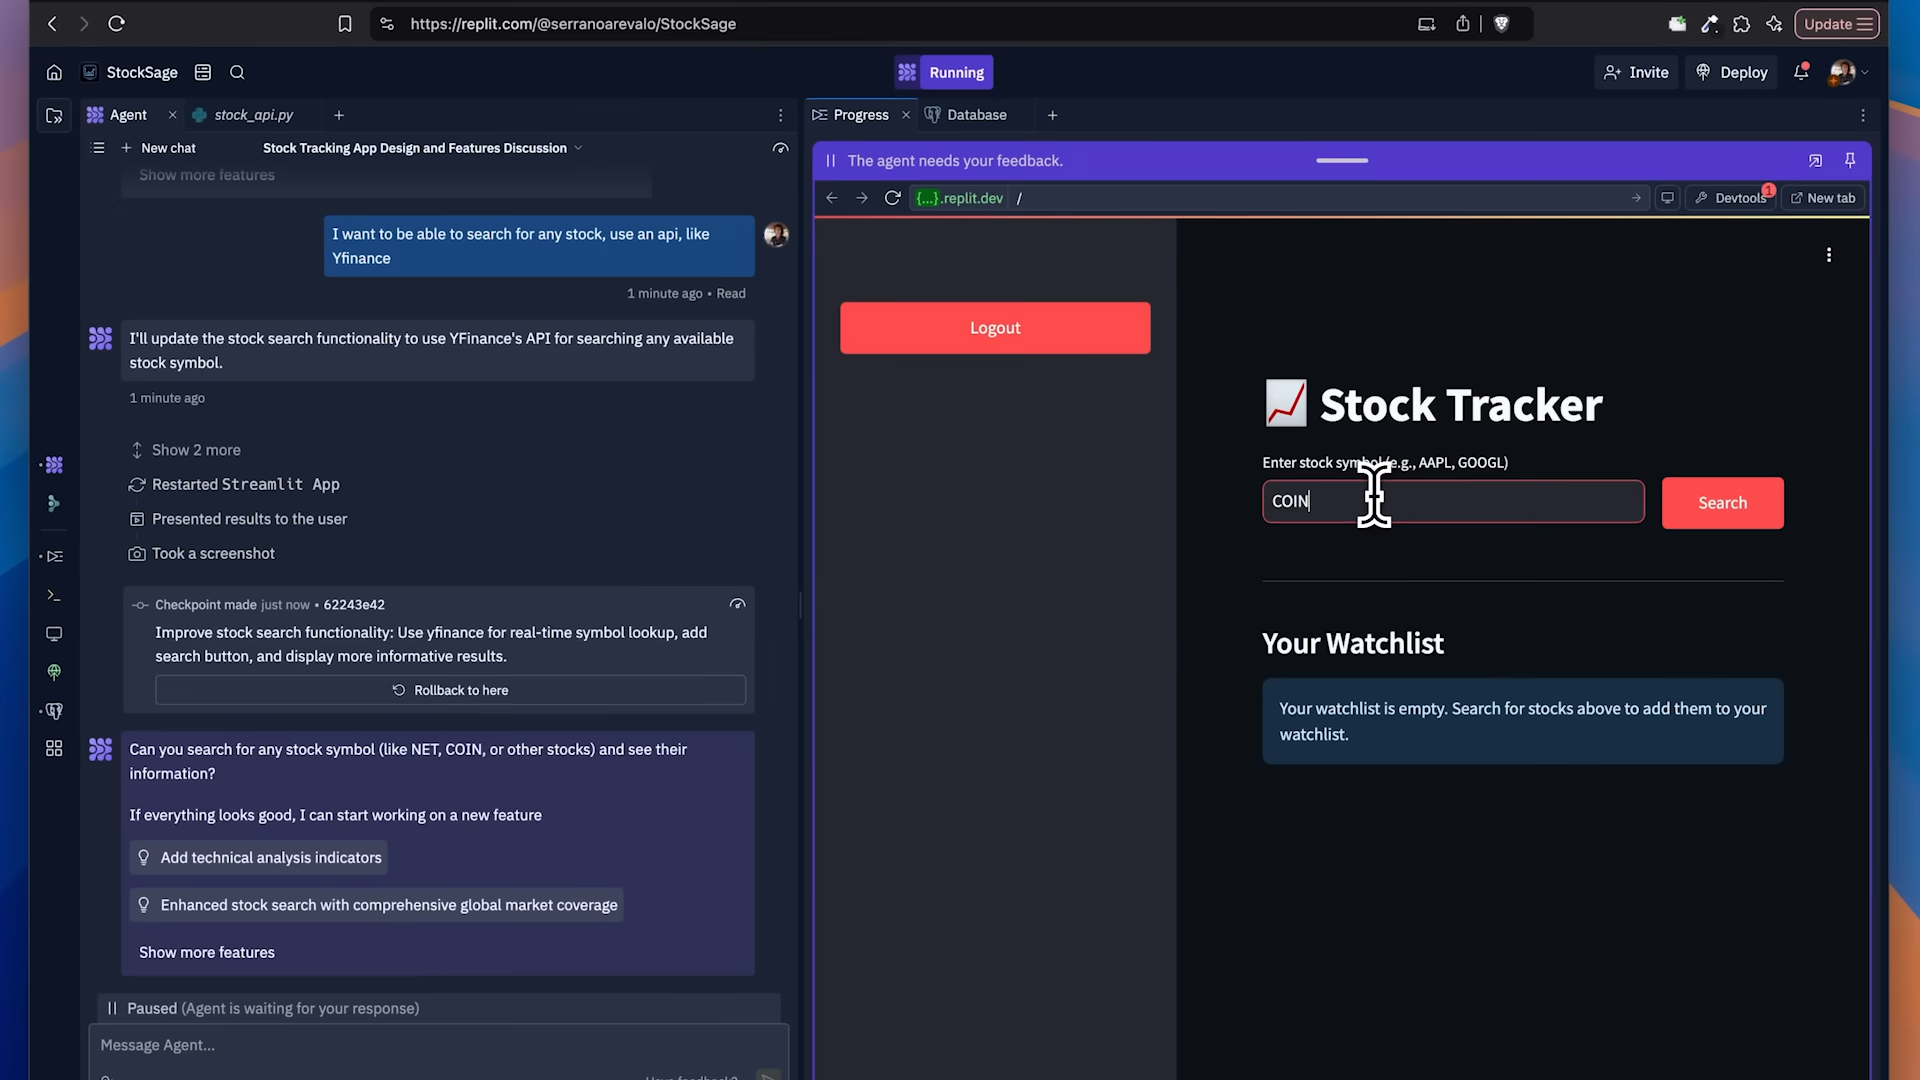 https://replit.com/@serranoarevalo/StockSage
Update
StockSage
Running
Invite
Deploy
Agent
stock_api.py
Progress
Database
New chat
Stock Tracking App Design and Features Discussion
Show more features
I want to be able to search for any stock, use an api, like
Yfinance
1 minute ago • Read
I'll update the stock search functionality to use YFinance's API for searching any available
stock symbol.
1 minute ago
Show 2 more
Restarted Streamlit App
Presented results to the user
Took a screenshot
Checkpoint made just now • 62243e42
Improve stock search functionality: Use yfinance for real-time symbol lookup, add
search button, and display more informative results.
Rollback to here
Can you search for any stock symbol (like NET, COIN, or other stocks) and see their
information?
If everything looks good, I can start working on a new feature
Add technical analysis indicators
Enhanced stock search with comprehensive global market coverage
Show more features
Paused (Agent is waiting for your response)
Message Agent...
The agent needs your feedback.
{...}.replit.dev /
Devtools
1
New tab
Logout
Stock Tracker
Enter stock symbol (e.g., AAPL, GOOGL)
COIN
Search
Your Watchlist
Your watchlist is empty. Search for stocks above to add them to your
watchlist.